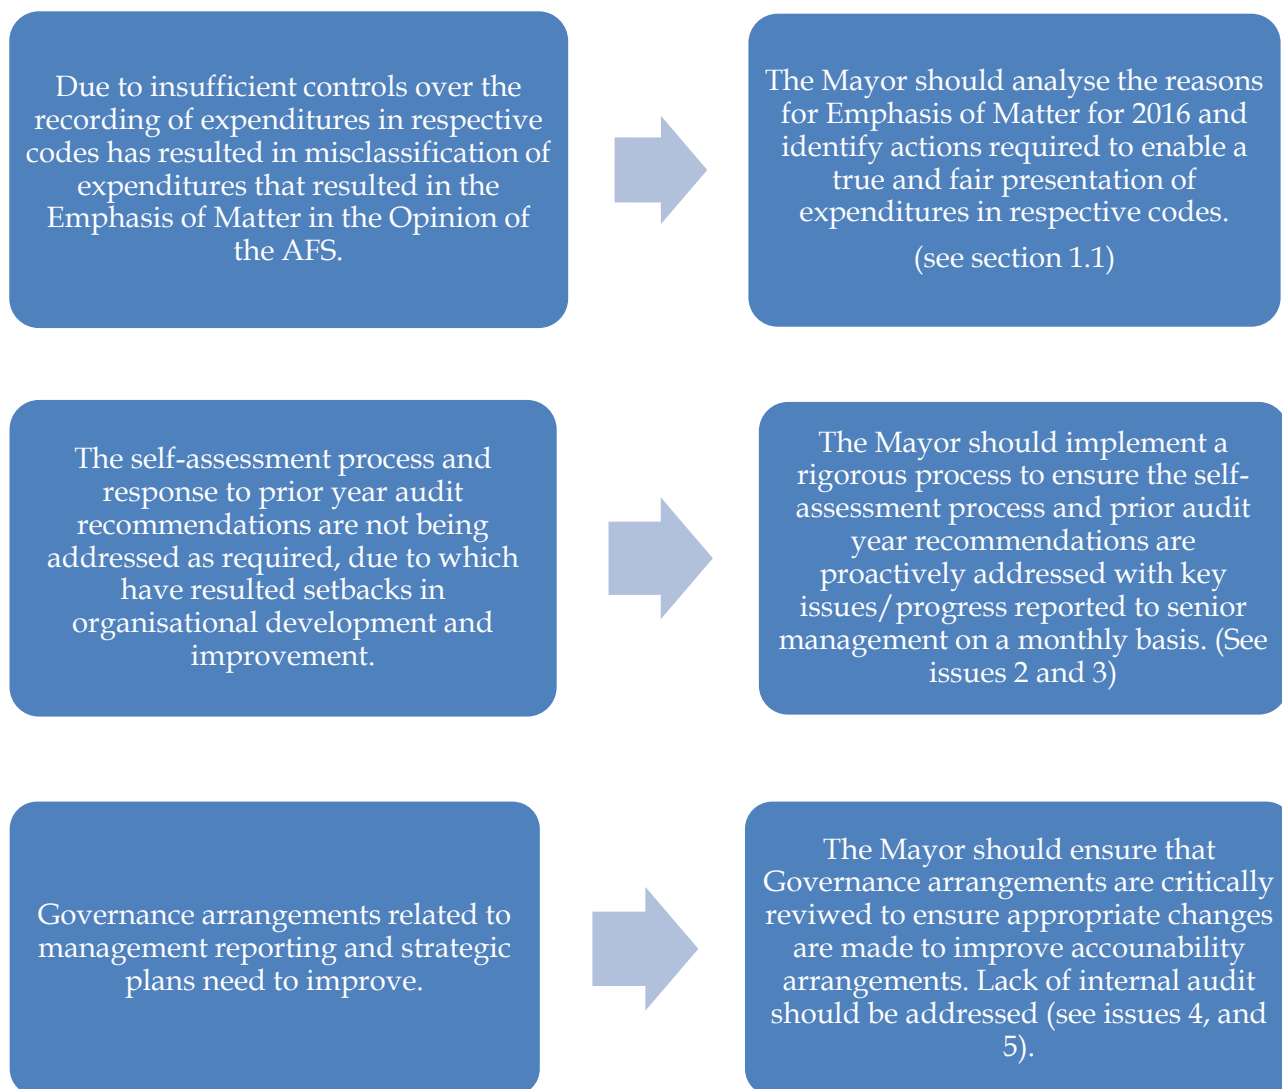 Due to insufficient controls over the
recording of expenditures in respective
codes has resulted in misclassification of
expenditures that resulted in the
Emphasis of Matter in the Opinion of
the AFS.
The Mayor should analyse the reasons
for Emphasis of Matter for 2016 and
identify actions required to enable a
true and fair presentation of
expenditures in respective codes.
(see section 1.1)
The self-assessment process and
response to prior year audit
recommendations are not being
addressed as required, due to which
have resulted setbacks in
organisational development and
improvement.
The Mayor should implement a
rigorous process to ensure the self-
assessment process and prior audit
year recommendations are
proactively addressed with key
issues/progress reported to senior
management on a monthly basis. (See
issues 2 and 3)
Governance arrangements related to
management reporting and strategic
plans need to improve.
The Mayor should ensure that
Governance arrangements are critically
reviwed to ensure appropriate changes
are made to improve accounability
arrangements. Lack of internal audit
should be addressed (see issues 4, and
5).